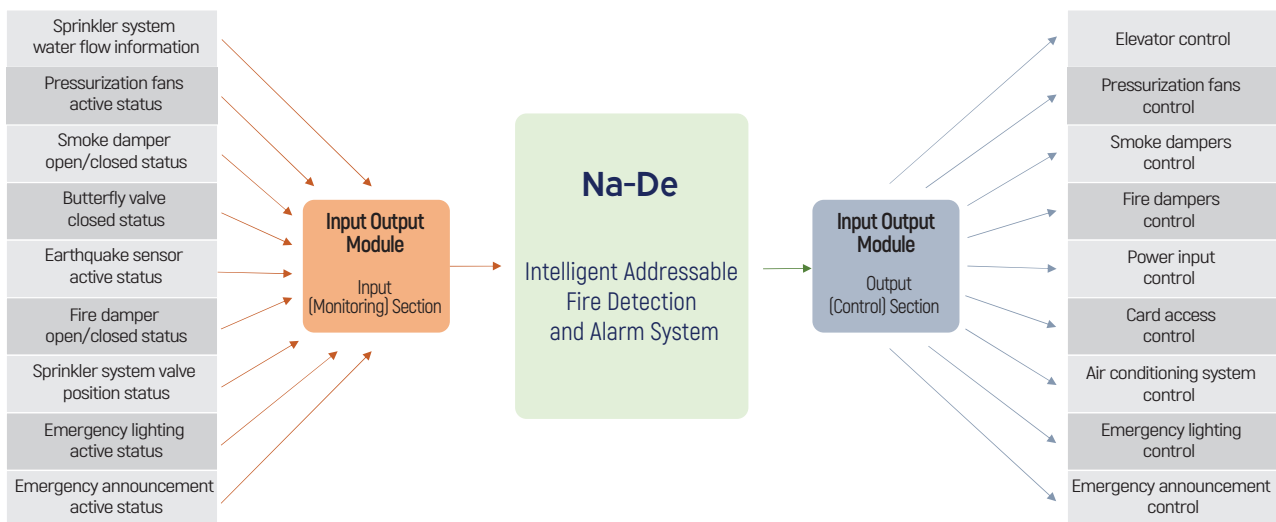 Sprinkler system
water flow information
Pressurization fans
active status
Smoke damper
open/closed status
Butterfly valve
closed status
Earthquake sensor
active status
Fire damper
open/closed status
Sprinkler system valve
position status
Emergency lighting
active status
Emergency announcement
active status
Input Output
Module
Input
(Monitoring) Section
Na-De
Intelligent Addressable
Fire Detection
and Alarm System
Input Output
Module
Output
(Control) Section
Elevator control
Pressurization fans
control
Smoke dampers
control
Fire dampers
control
Power input
control
Card access
control
Air conditioning system
control
Emergency lighting
control
Emergency announcement
control